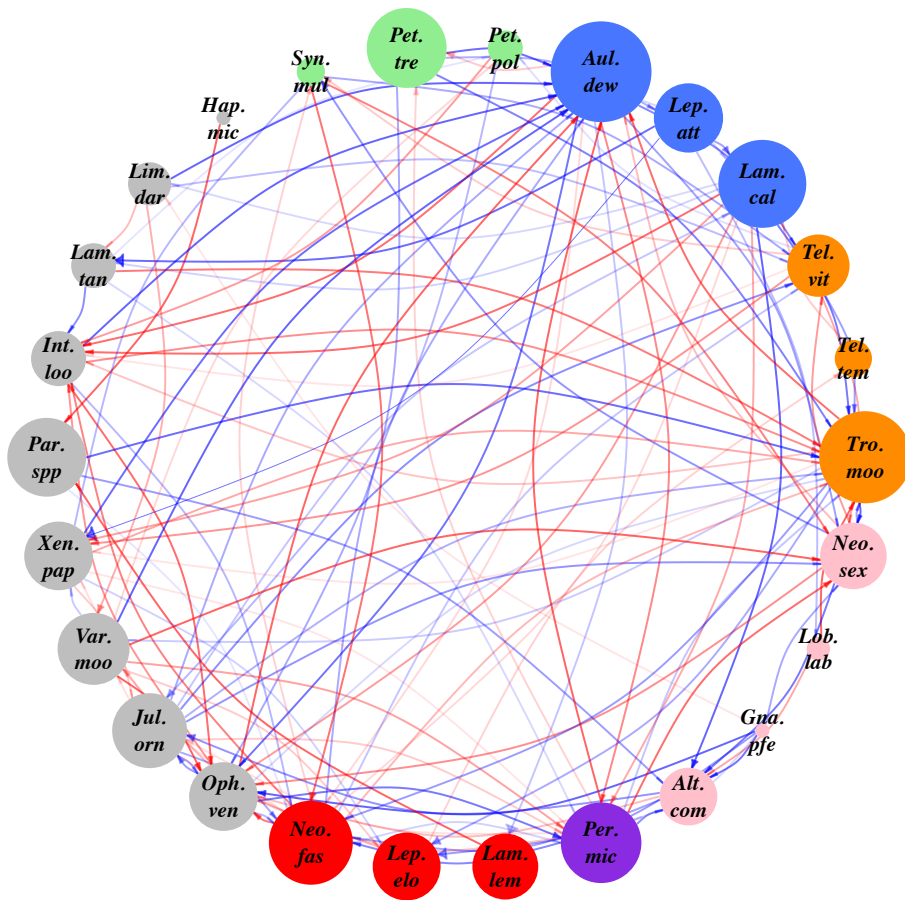 Pet.
tre
Pet.
pol
Aul.
dew
Lep.
att
Lam.
cal
Tel.
vit
Tel.
tem
Tro.
moo
Neo.
sex
Lob.
lab
Gna.
pfe
Alt.
com
Per.
mic
Lam.
lem
Lep.
elo
Neo.
fas
Oph.
ven
Jul.
orn
Var.
moo
Xen.
pap
Par.
spp
Int.
loo
Lam.
tan
Lim.
dar
Hap.
mic
Syn.
mul